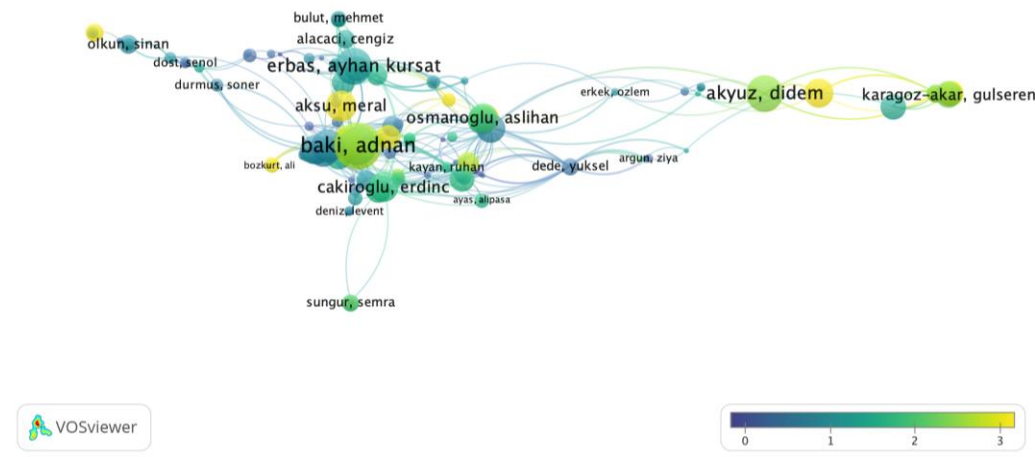 bulut, mehmet
olkun, sinan
alacaci, cengiz
dost, senol
erbas, ayhan kursat
durmus, soner
erkek, ozlem
akyuz, didem
karagoz-akar, gulseren
aksu, meral
osmanoglu, aslihan
baki, adnan
bozkurt, ali
kayan, ruhan
dede, yuksel
argun, ziya
cakiroglu, erdinc
ayas, alipasa
deniz, levent
sungur, semra
VOSviewer
0 1 2 3